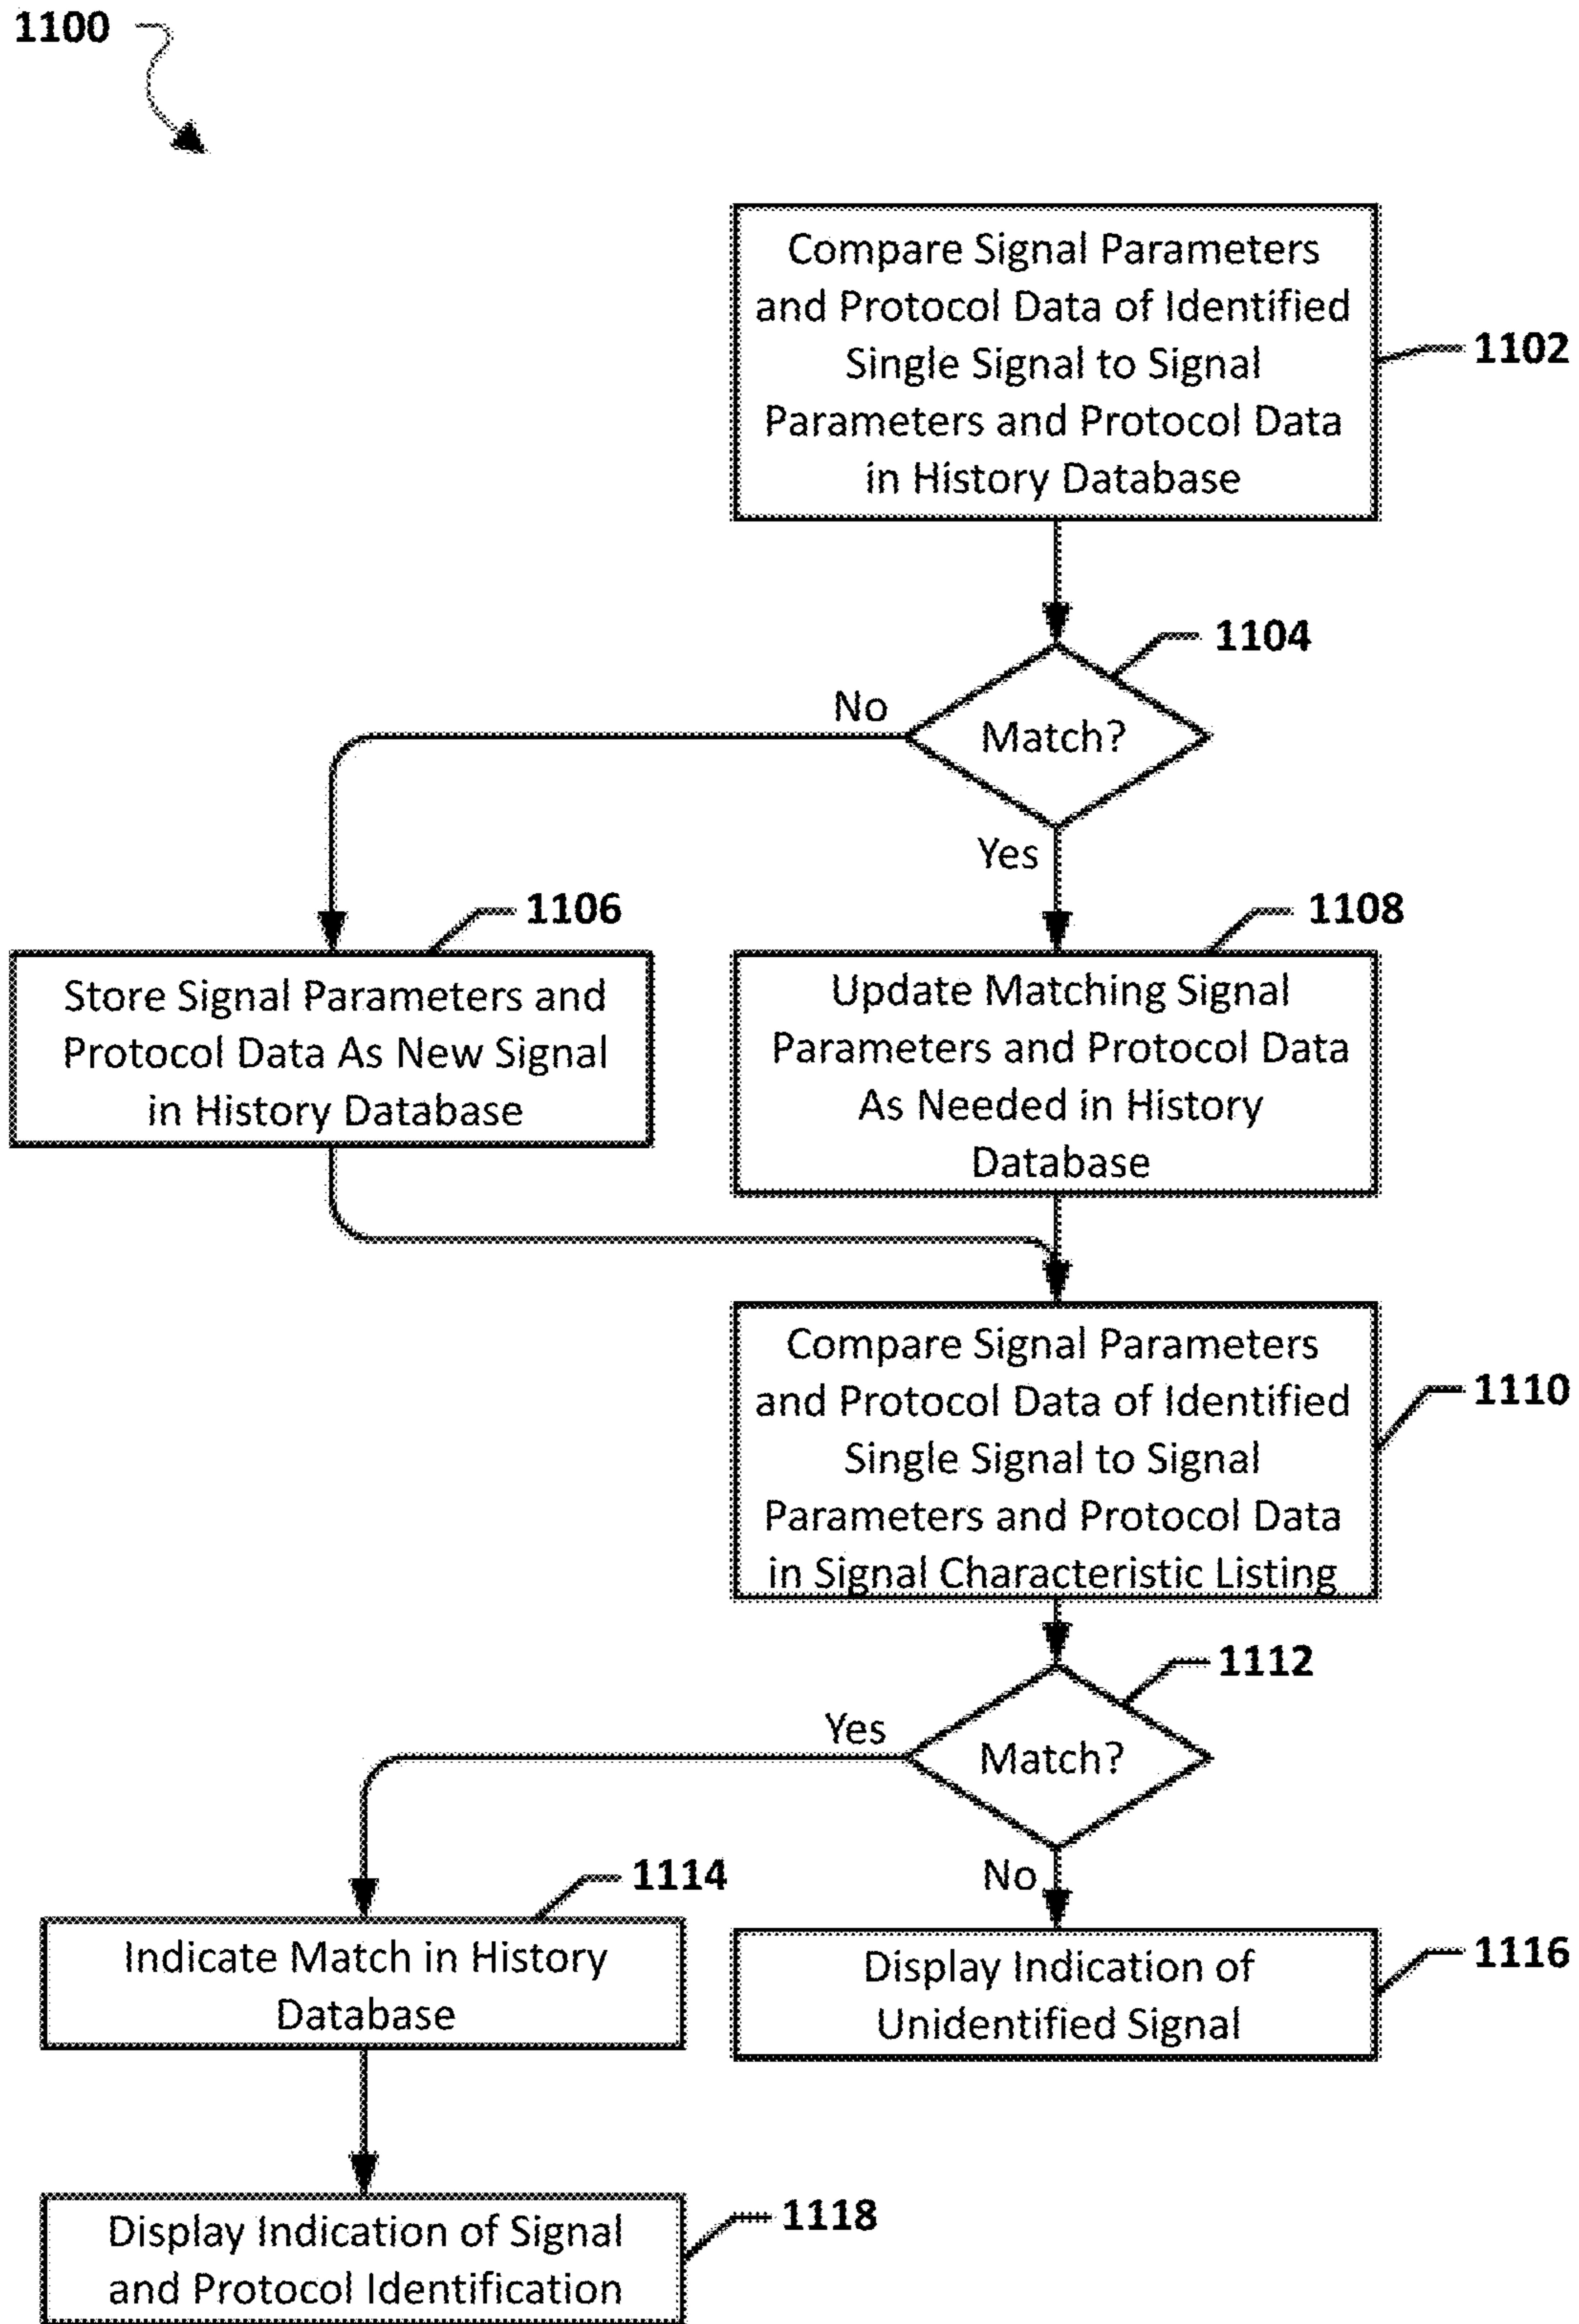 1100
Compare Signal Parameters
and Protocol Data of Identified
Single Signal to Signal
Parameters and Protocol Data
in History Database
1102
1104
No
Match?
Yes
1106
1108
Store Signal Parameters and
Protocol Data As New Signal
in History Database
Update Matching Signal
Parameters and Protocol Data
As Needed in History
Database
Compare Signal Parameters
and Protocol Data of Identified
Single Signal to Signal
Parameters and Protocol Data
in Signal Characteristic Listing
1110
1112
Yes
Match?
No
1114
Indicate Match in History
Database
Display Indication of
Unidentified Signal
1116
Display Indication of Signal
and Protocol Identification
1118